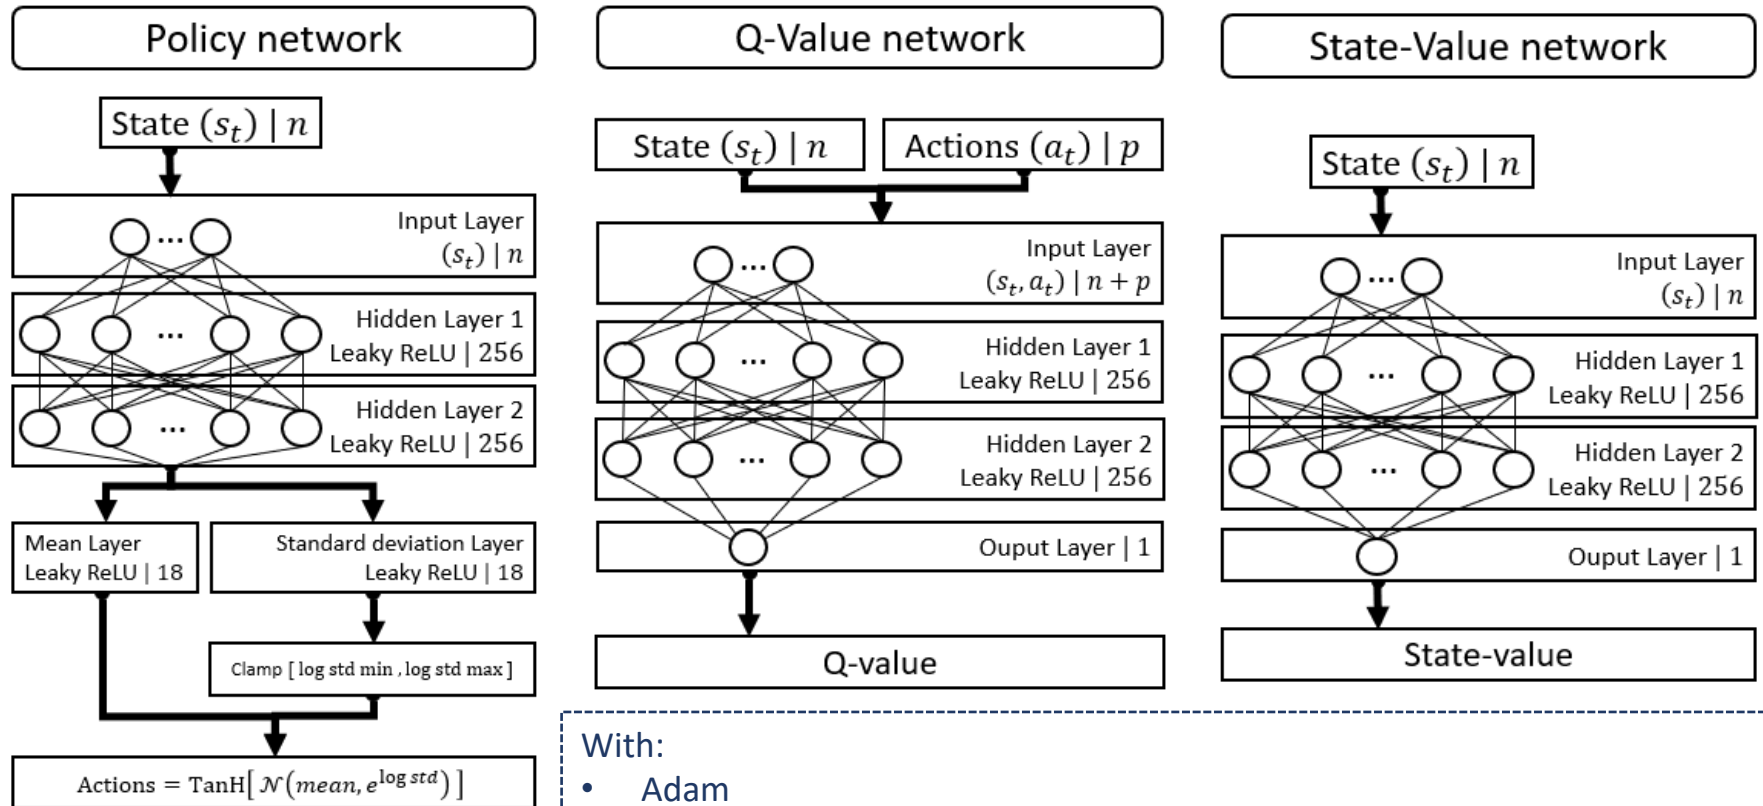 Policy network
State (s_t) | n
Input Layer
(s_t) | n
...
Hidden Layer 1
Leaky ReLU | 256
...
Hidden Layer 2
Leaky ReLU | 256
...
Mean Layer
Leaky ReLU | 18
Standard deviation Layer
Leaky ReLU | 18
Clamp [ log std min , log std max ]
Actions = TanH[ 𝒩(mean, e^{log std}) ]
Q-Value network
State (s_t) | n
Actions (a_t) | p
Input Layer
(s_t, a_t) | n + p
...
Hidden Layer 1
Leaky ReLU | 256
...
Hidden Layer 2
Leaky ReLU | 256
...
Ouput Layer | 1
Q-value
State-Value network
State (s_t) | n
Input Layer
(s_t) | n
...
Hidden Layer 1
Leaky ReLU | 256
...
Hidden Layer 2
Leaky ReLU | 256
...
Ouput Layer | 1
State-value
With:
• Adam